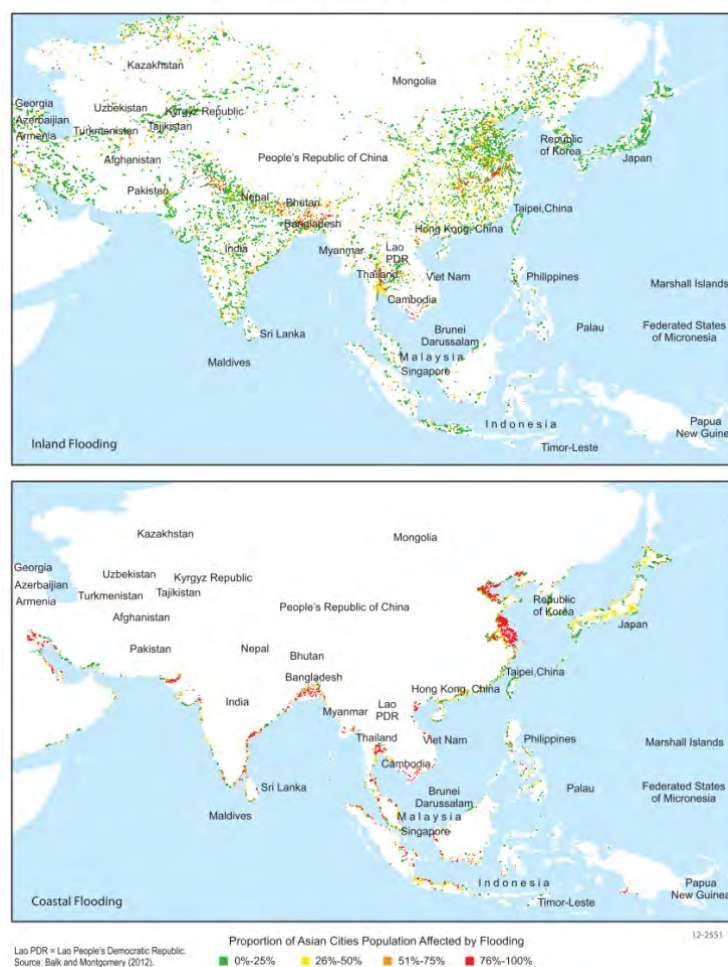 Kazakhstan
Mongolia
Georgia
Uzbekistan
Kyrgyz Republic
Azerbaijian
Tajikistan
Turkmenistan
Armenia
Republic
of Korea
Japan
People's Republic of China
Afghanistan
Pakistan
Nepal
Bhutan
Taipei,China
Bangladesh
Hong Kong, China
India
Myanmar
Lao
PDR
Thailand
Viet Nam
Philippines
Marshall Islands
Cambodia
Sri Lanka
Brunei
Darussalam
Palau
Federated States
of Micronesia
Malaysia
Maldives
Singapore
Indonesia
Papua
New Guine
Inland Flooding
Timor-Leste
Kazakhstan
Mongolia
Georgia
Uzbekistan
Kyrgyz Republic
Azerbaijian
Tajikistan
Turkmenistan
Armenia
Republic
of Korea
People's Republic of China
Afghanistan
Japan
Pakistan
Nepal
Bhutan
Taipei,China
Bangladesh
Hong Kong, China
India
Myanmar
Lao
PDR
Thailand
Viet Nam
Philippines
Marshall Islands
Cambodia
Sri Lanka
Brunei
Darussalam
Palau
Federated States
of Micronesia
Maldives
Malaysia
Singapore
Indonesia
Papua
New Guine
Coastal Flooding
Timor-Leste
12-2551
Lao PDR = Lao People's Democratic Republic.
Source: Balk and Montgomery (2012).
Proportion of Asian Cities Population Affected by Flooding
0%-25% 26%-50% 51%-75% 76%-100%